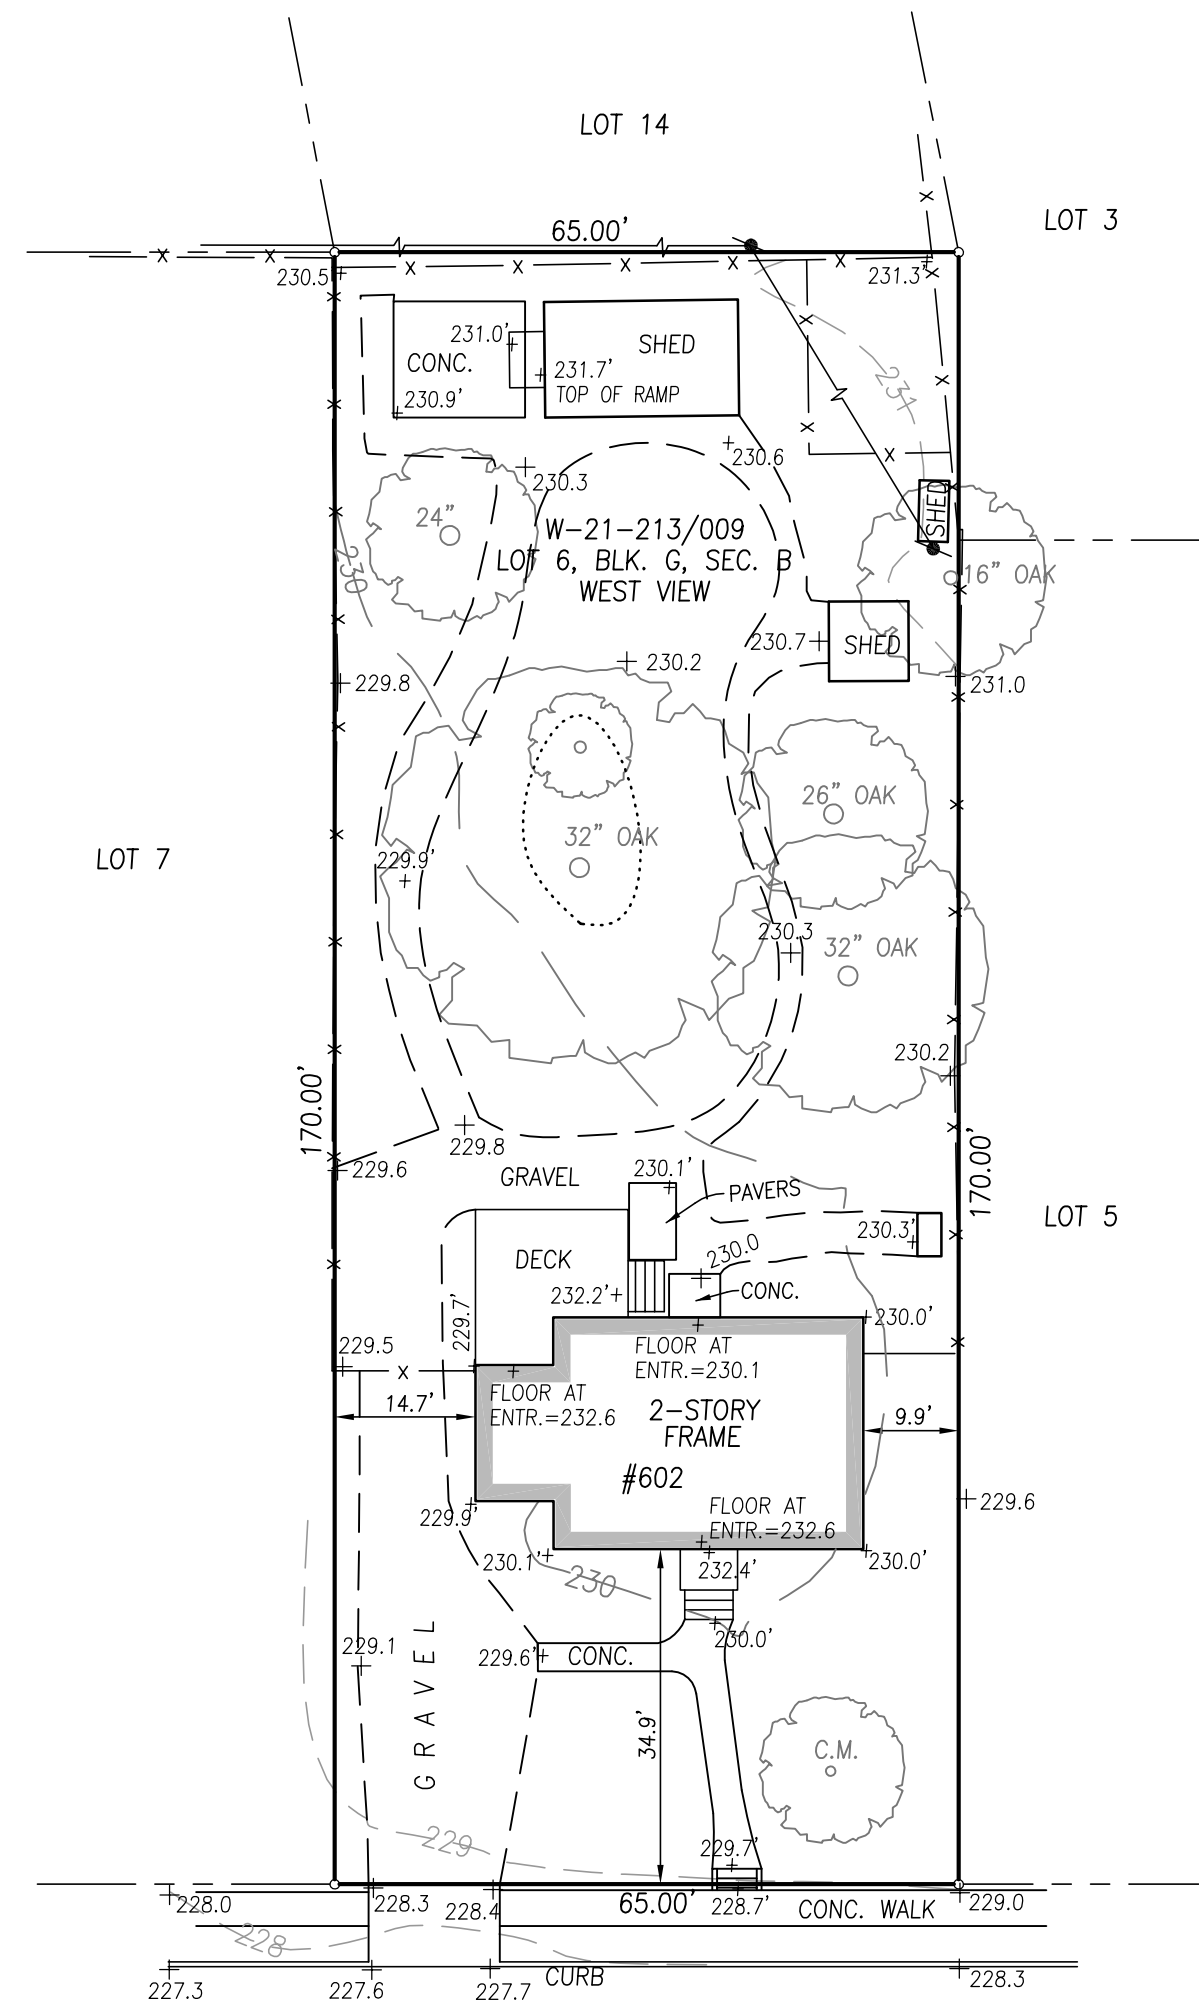 LOT 14
LOT 3
65.00'
230.5
231.3'
231.0'
SHED
CONC.
231.7'
TOP OF RAMP
230.9'
231
230.6
230.3
SHED
24"
W-21-213/009
LOT 6, BLK. G, SEC. B
WEST VIEW
230
16" OAK
230.7
SHED
230.2
229.8
231.0
26" OAK
32" OAK
LOT 7
229.9'
230.3
32" OAK
230.2
170.00'
229.8
229.6
GRAVEL
230.1'
PAVERS
170.00'
LOT 5
230.3'
230.0
DECK
232.2'
CONC.
229.7'
230.0'
229.5
FLOOR AT
ENTR.=230.1
14.7'
FLOOR AT
ENTR.=232.6
2-STORY
FRAME
9.9'
#602
229.9'
FLOOR AT
ENTR.=232.6
229.6
230.1'
230
232.4'
230.0'
230.0'
229.1
229.6'
CONC.
GRAVEL
34.9'
C.M.
229
229.7'
228.0
228.3
228.4
65.00'
228.7'
CONC. WALK
229.0
228
CURB
227.3
227.6
227.7
228.3